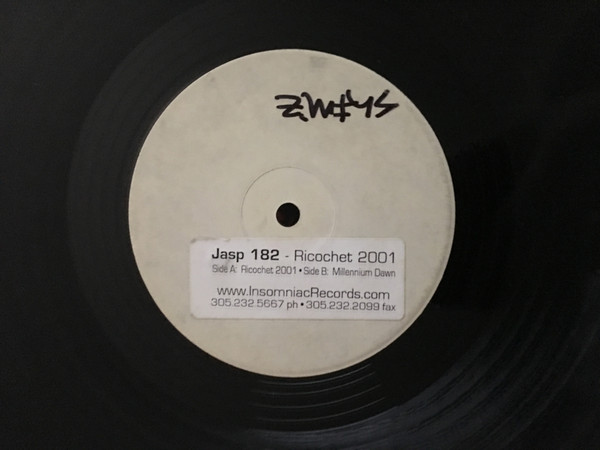 Jasp 182 - Ricochet 2001
Side A: Ricochet 2001 • Side B: Millennium Dawn
www.InsomniacRecords.com
305.232.5667 ph • 305.232.2099 fax